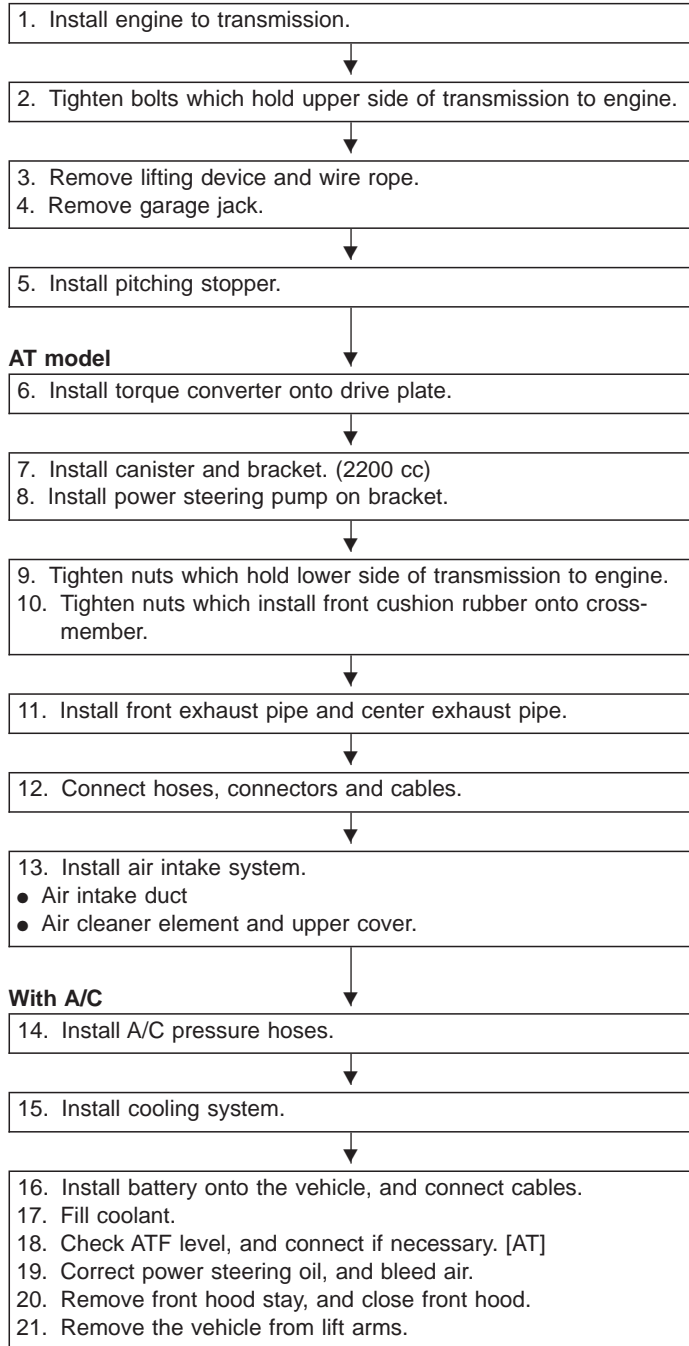 1. Install engine to transmission.
2. Tighten bolts which hold upper side of transmission to engine.
3. Remove lifting device and wire rope.
4. Remove garage jack.
5. Install pitching stopper.
AT model
6. Install torque converter onto drive plate.
7. Install canister and bracket. (2200 cc)
8. Install power steering pump on bracket.
9. Tighten nuts which hold lower side of transmission to engine.
10. Tighten nuts which install front cushion rubber onto cross-
member.
11. Install front exhaust pipe and center exhaust pipe.
12. Connect hoses, connectors and cables.
13. Install air intake system.
● Air intake duct
● Air cleaner element and upper cover.
With A/C
14. Install A/C pressure hoses.
15. Install cooling system.
16. Install battery onto the vehicle, and connect cables.
17. Fill coolant.
18. Check ATF level, and connect if necessary. [AT]
19. Correct power steering oil, and bleed air.
20. Remove front hood stay, and close front hood.
21. Remove the vehicle from lift arms.